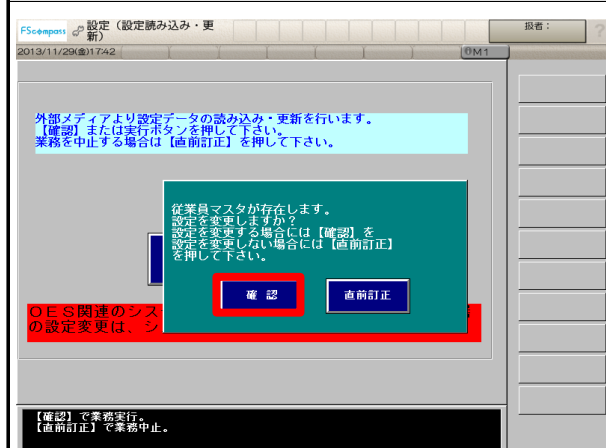 FScompass 設定（設定読み込み・更
新）
扱者：
?
2013/11/29(金)17:42
0M1
外部メディアより設定データの読み込み・更新を行います。
【確認】または実行ボタンを押して下さい。
業務を中止する場合は【直前訂正】を押して下さい。
従業員マスタが存在します。
設定を変更しますか？
設定を変更する場合には【確認】を
設定を変更しない場合には【直前訂正】
を押して下さい。
確 認
直前訂正
ＯＥＳ関連のシス
の設定変更は、シ
【確認】で業務実行。
【直前訂正】で業務中止。